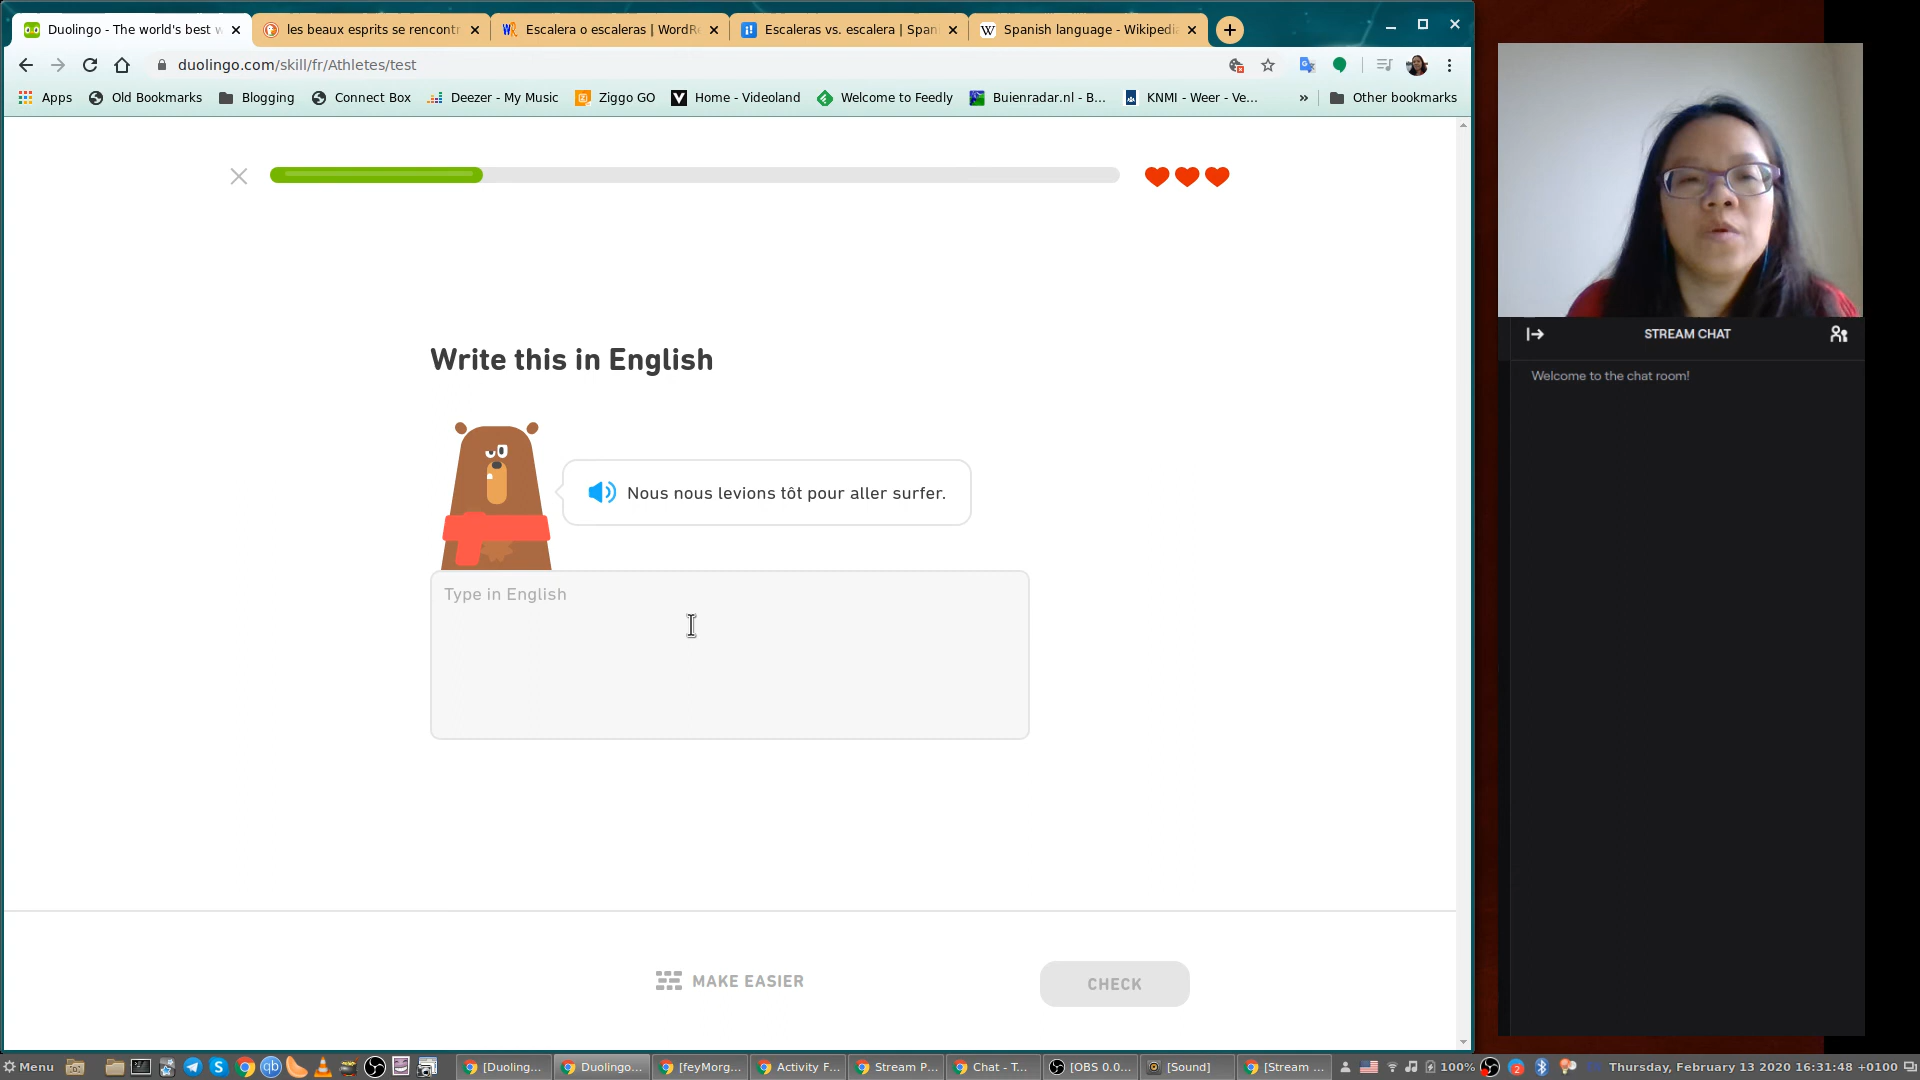 Duolingo - The world's best w
les beaux esprits se rencontr
Escalera o escaleras | WordRe
Escaleras vs. escalera | Span
Spanish language - Wikipedi
duolingo.com/skill/fr/Athletes/test
Apps
Old Bookmarks
Blogging
Connect Box
Deezer - My Music
Ziggo GO
Home - Videoland
Welcome to Feedly
Buienradar.nl - B...
KNMI - Weer - Ve...
»
Other bookmarks
Write this in English
Nous nous levions tôt pour aller surfer.
Type in English
MAKE EASIER
CHECK
STREAM CHAT
Welcome to the chat room!
Menu
[Duoling...
Duolingo...
[feyMorg...
Activity F...
Stream P...
Chat - T...
[OBS 0.0...
[Sound]
[Stream ...
100%
2
Thursday, February 13 2020 16:31:48 +0100